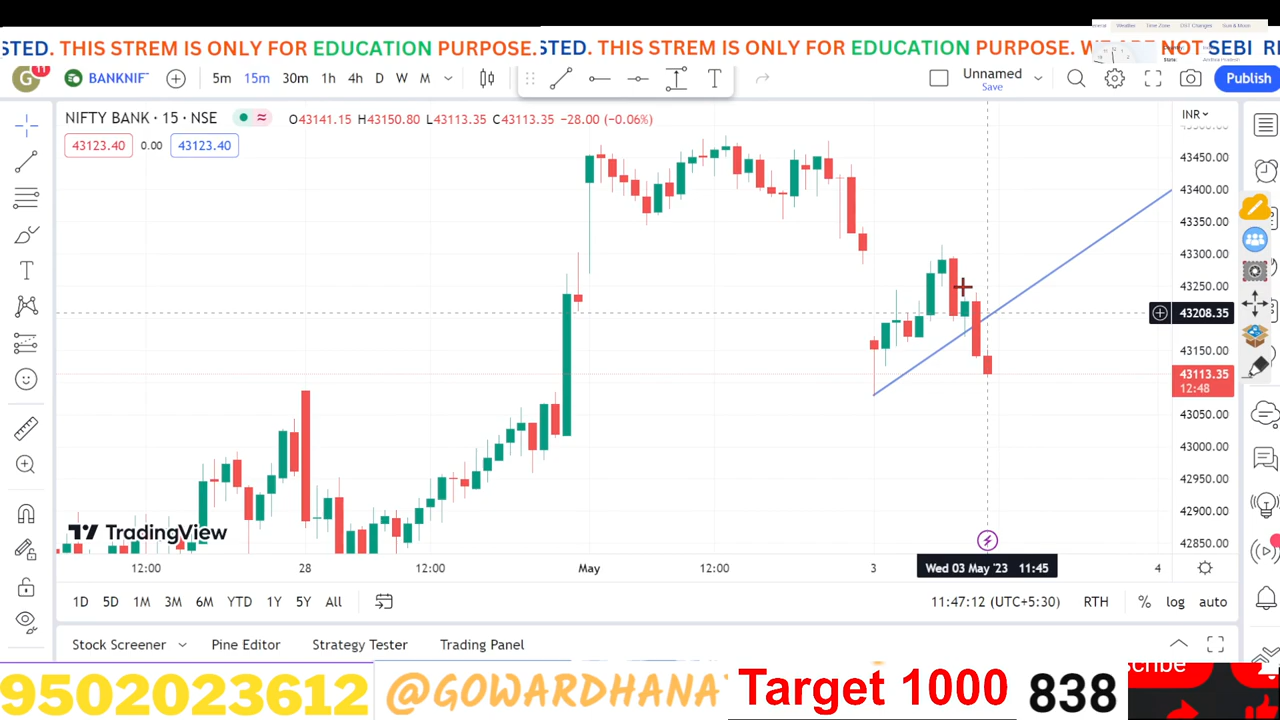 STED. THIS STREM IS ONLY FOR EDUCATION PURPOSE. STED. THIS STREM IS ONLY FOR EDUCATION PURPOSE. WE ARE NOT SEBI RE
G 11 BANKNIF 5m 15m 30m 1h 4h D W M T Unnamed Save Publish
NIFTY BANK · 15 · NSE O43141.15 H43150.80 L43113.35 C43113.35 −28.00 (−0.06%) INR
43123.40 0.00 43123.40
43450.00
43400.00
43350.00
43300.00
43250.00
43208.35
43150.00
43113.35
12:48
43050.00
43000.00
42950.00
42900.00
42850.00
TradingView
12:00 28 12:00 May 12:00 3 Wed 03 May '23 11:45 4
1D 5D 1M 3M 6M YTD 1Y 5Y All 11:47:12 (UTC+5:30) RTH % log auto
Stock Screener Pine Editor Strategy Tester Trading Panel
9502023612 @GOWARDHANA Target 1000 838 scribe